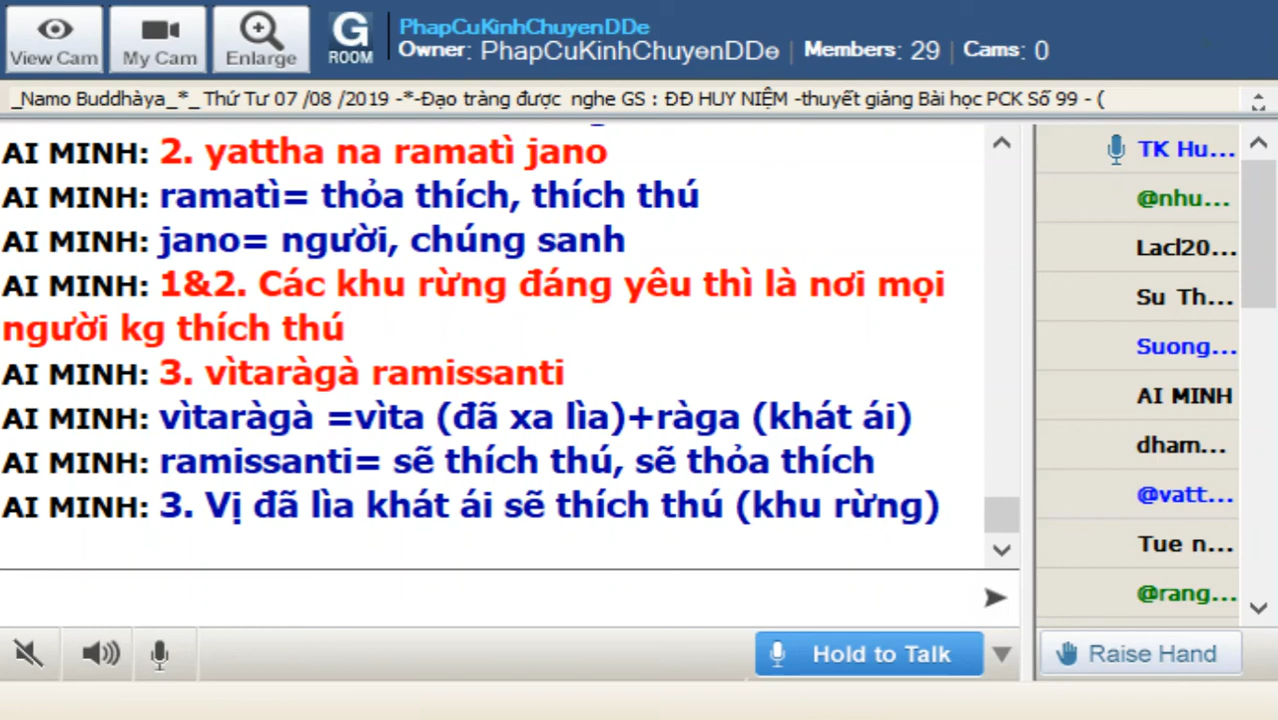 View Cam
My Cam
Enlarge
G
ROOM
PhapCuKinhChuyenDDe
Owner: PhapCuKinhChuyenDDe | Members: 29 | Cams: 0
_Namo Buddhàya_*_ Thứ Tư 07 /08 /2019 -*-Đạo tràng được nghe GS : ĐĐ HUY NIỆM -thuyết giảng Bài học PCK Số 99 - (
AI MINH: 2. yattha na ramatì jano
AI MINH: ramatì= thỏa thích, thích thú
AI MINH: jano= người, chúng sanh
AI MINH: 1&2. Các khu rừng đáng yêu thì là nơi mọi
người kg thích thú
AI MINH: 3. vìtaràgà ramissanti
AI MINH: vìtaràgà =vìta (đã xa lìa)+ràga (khát ái)
AI MINH: ramissanti= sẽ thích thú, sẽ thỏa thích
AI MINH: 3. Vị đã lìa khát ái sẽ thích thú (khu rừng)
TK Hu...
@nhu...
Lacl20...
Su Th...
Suong...
AI MINH
dham...
@vatt...
Tue n...
@rang...
Hold to Talk
Raise Hand